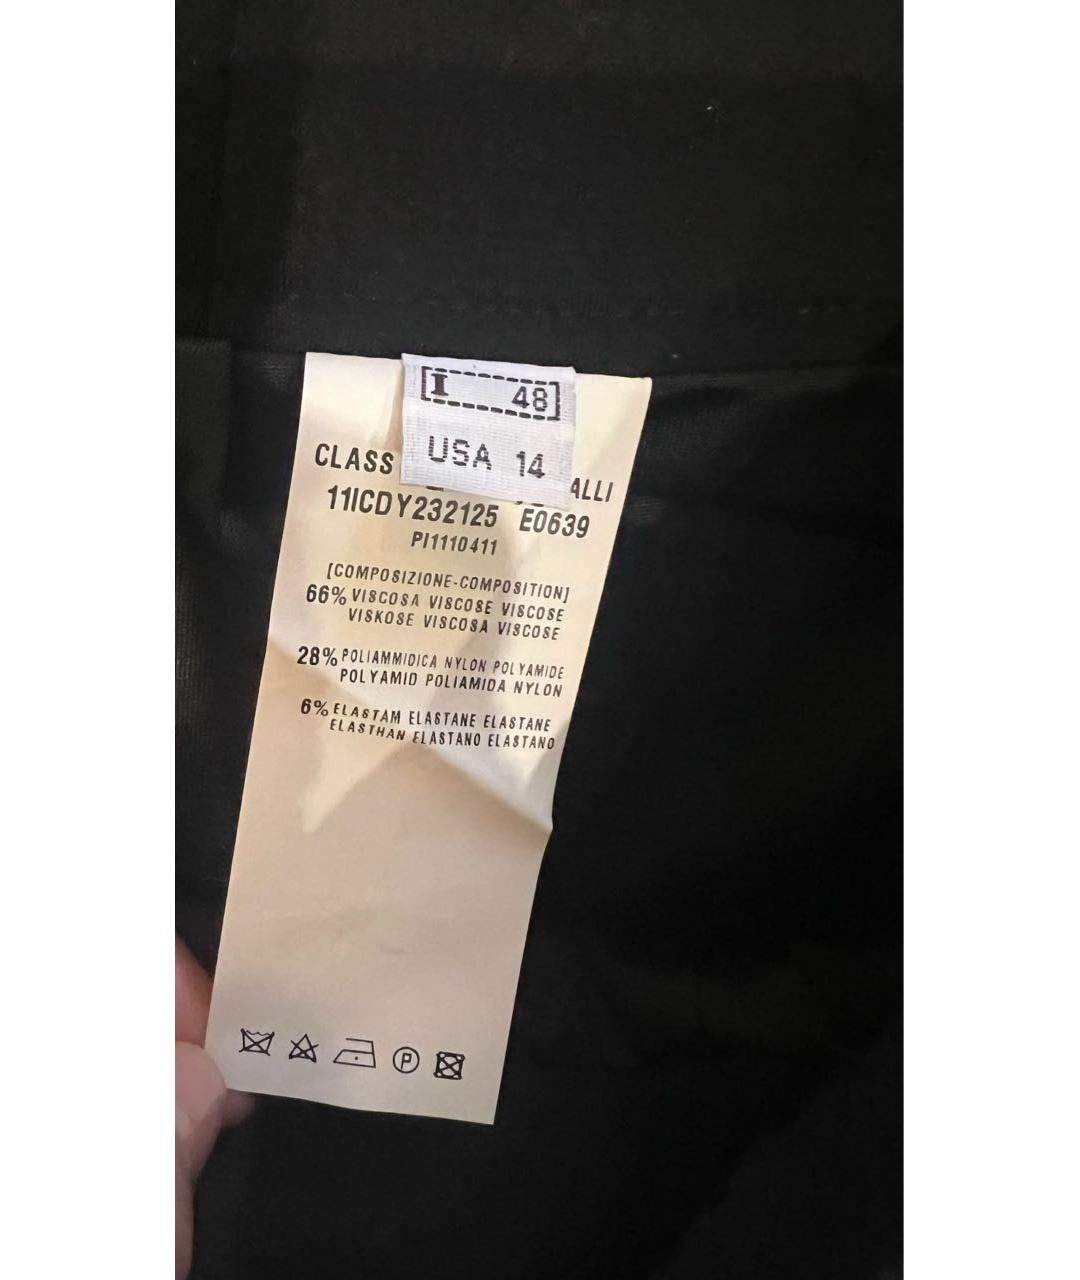 [I 48]
USA 14
CLASS ALLI
11ICDY232125 E0639
PI1110411
[COMPOSIZIONE-COMPOSITION]
66% VISCOSA VISCOSE VISCOSE
VISKOSE VISCOSA VISCOSE
28% POLIAMMIDICA NYLON POLYAMIDE
POLYAMID POLIAMIDA NYLON
6% ELASTAM ELASTANE ELASTANE
ELASTHAN ELASTANO ELASTANO
P